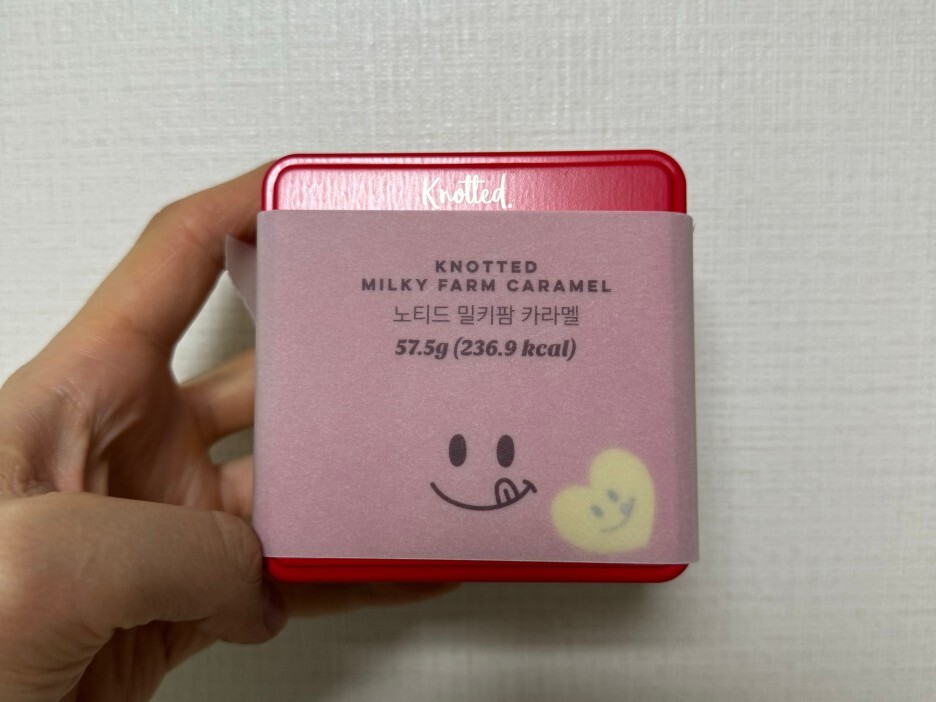 Knotted.
KNOTTED
MILKY FARM CARAMEL
노티드 밀키팜 카라멜
57.5g (236.9 kcal)